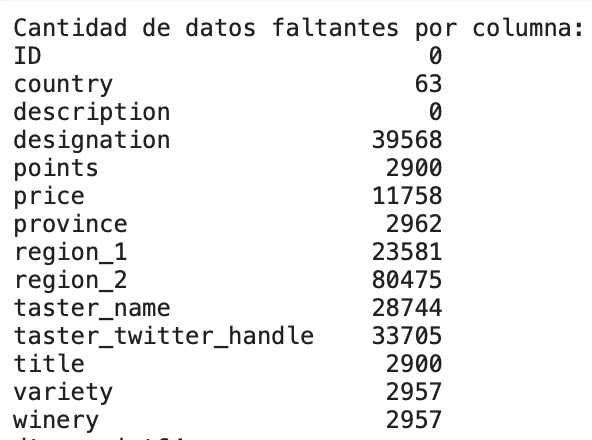 Cantidad de datos faltantes por columna:
ID 0
country 63
description 0
designation 39568
points 2900
price 11758
province 2962
region_1 23581
region_2 80475
taster_name 28744
taster_twitter_handle 33705
title 2900
variety 2957
winery 2957